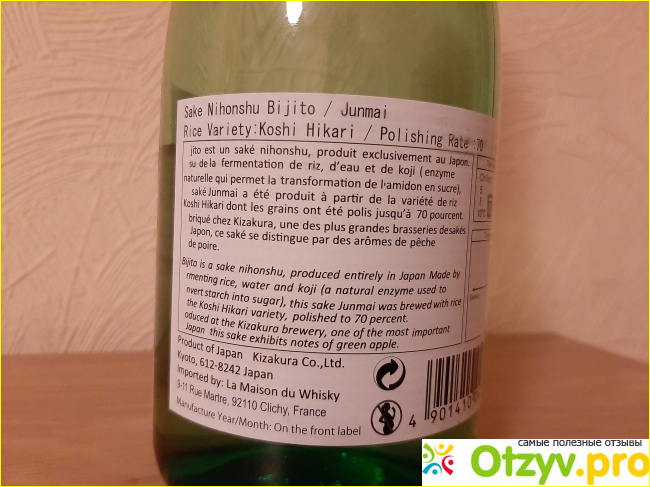 Sake Nihonshu Bijito / Junmai
Rice Variety:Koshi Hikari / Polishing Rate :70
jito est un saké nihonshu, produit exclusivement au Japon.
su de la fermentation de riz, d'eau et de koji (enzyme
naturelle qui permet la transformation de l'amidon en sucre),
saké Junmai a été produit à partir de la variété de riz
Koshi Hikari dont les grains ont été polis jusqu'à 70 pourcent.
briqué chez Kizakura, une des plus grandes brasseries de sakés
Japon, ce saké se distingue par des arômes de pêche
de poire.
Bijito is a sake nihonshu, produced entirely in Japan Made by
rmenting rice, water and koji (a natural enzyme used to
nvert starch into sugar), this sake Junmai was brewed with rice
the Koshi Hikari variety, polished to 70 percent.
oduced at the Kizakura brewery, one of the most important
Japan this sake exhibits notes of green apple.
Product of Japan Kizakura Co.,Ltd.
Kyoto, 612-8242 Japan
Imported by: La Maison du Whisky
9-11 Rue Martre, 92110 Clichy, France
Manufacture Year/Month: On the front label
4 901410
самые полезные отзывы
Otzyv.pro